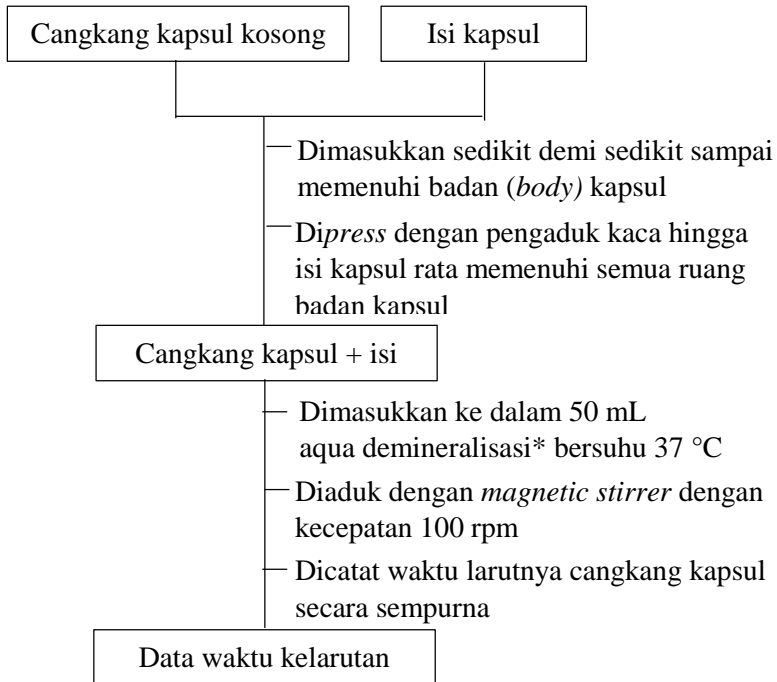 Cangkang kapsul kosong
Isi kapsul
Dimasukkan sedikit demi sedikit sampai
memenuhi badan (body) kapsul
Dipress dengan pengaduk kaca hingga
isi kapsul rata memenuhi semua ruang
badan kapsul
Cangkang kapsul + isi
Dimasukkan ke dalam 50 mL
aqua demineralisasi* bersuhu 37 °C
Diaduk dengan magnetic stirrer dengan
kecepatan 100 rpm
Dicatat waktu larutnya cangkang kapsul
secara sempurna
Data waktu kelarutan